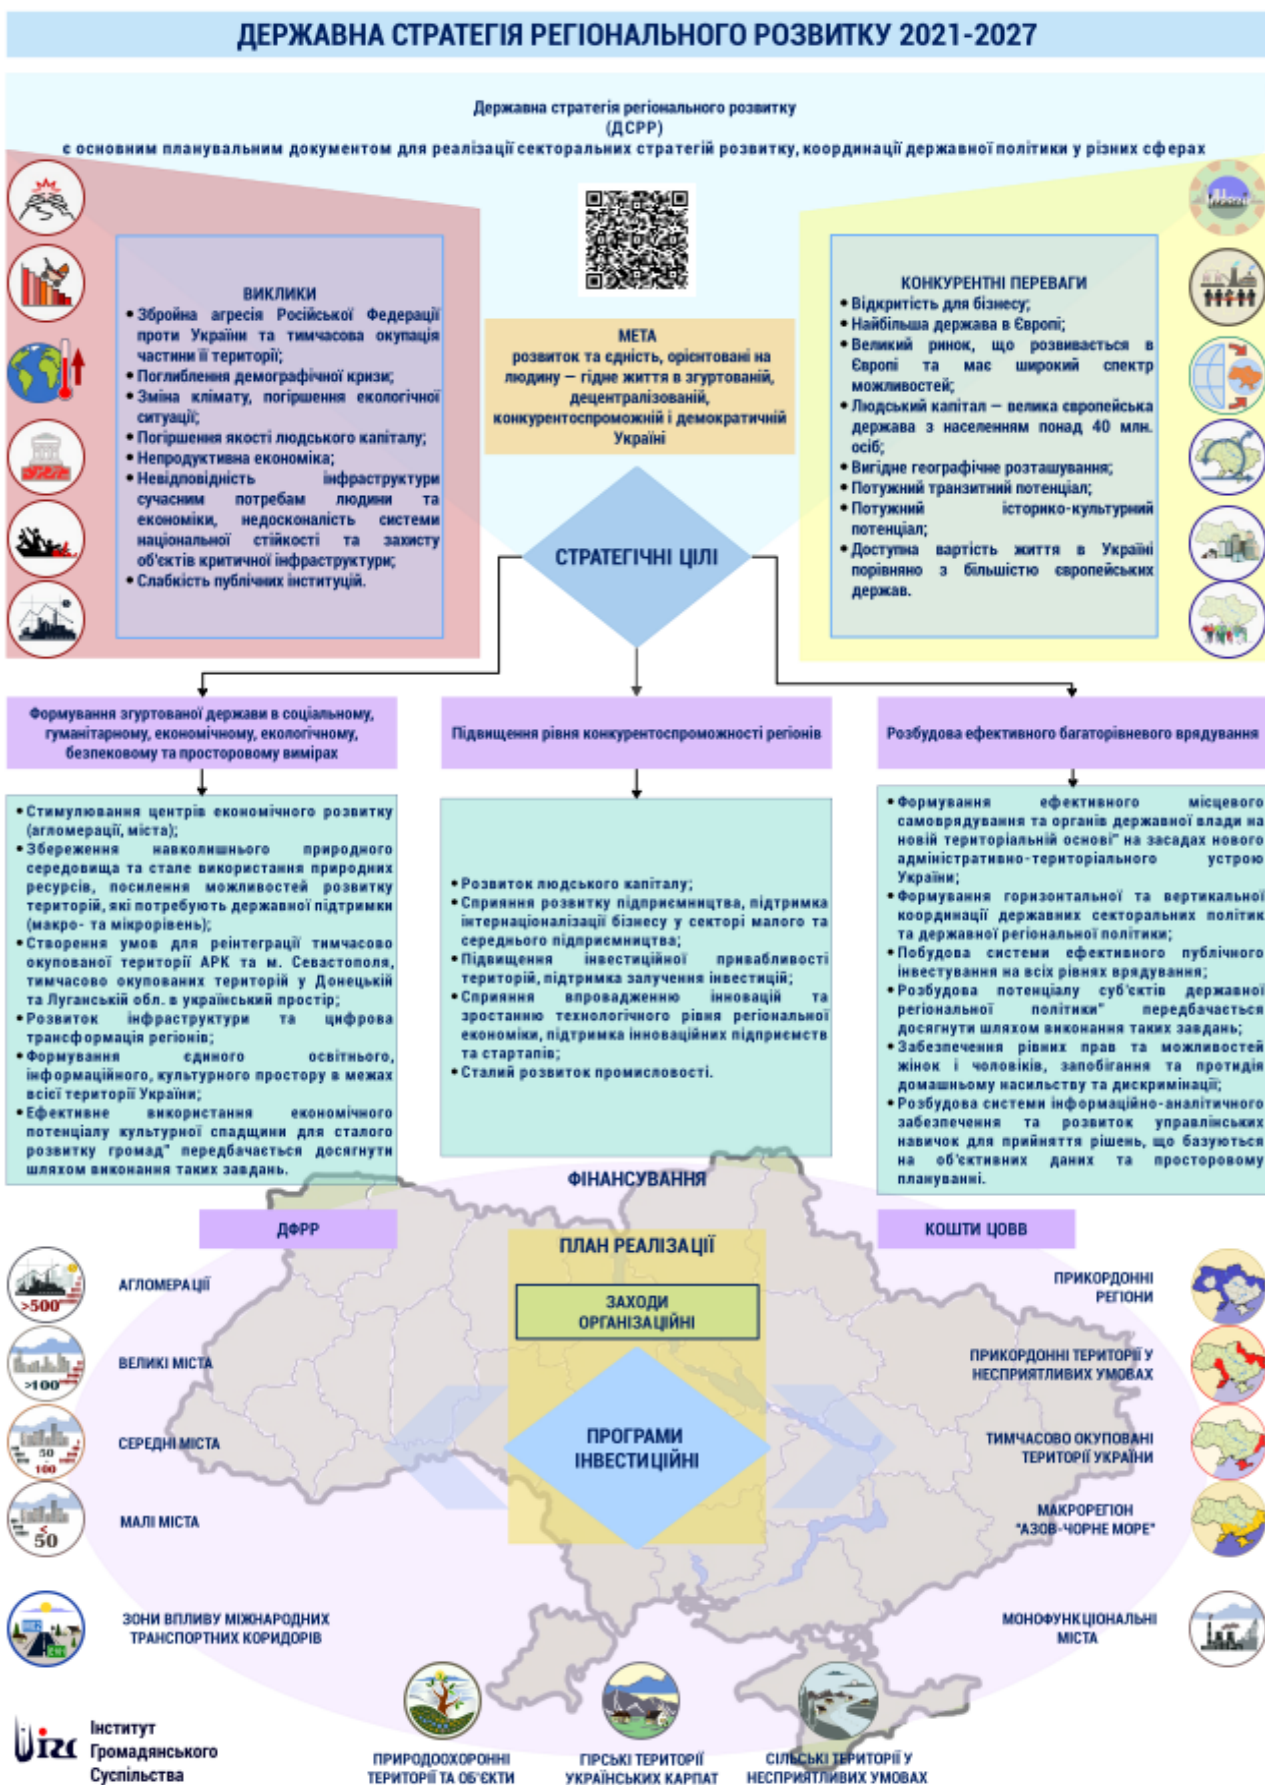 ДЕРЖАВНА СТРАТЕГІЯ РЕГІОНАЛЬНОГО РОЗВИТКУ 2021-2027
Державна стратегія регіонального розвитку
(ДСРР)
є основним планувальним документом для реалізації секторальних стратегій розвитку, координації державної політики у різних сферах
ВИКЛИКИ
• Збройна агресія Російської Федерації
проти України та тимчасова окупація
частини її території;
• Поглиблення демографічної кризи;
• Зміна клімату, погіршення екологічної
ситуації;
• Погіршення якості людського капіталу;
• Непродуктивна економіка;
• Невідповідність інфраструктури
сучасним потребам людини та
економіки, недосконалість системи
національної стійкості та захисту
об'єктів критичної інфраструктури;
• Слабкість публічних інституцій.
МЕТА
розвиток та єдність, орієнтовані на
людину — гідне життя в згуртованій,
децентралізованій,
конкурентоспроможній і демократичній
Україні
КОНКУРЕНТНІ ПЕРЕВАГИ
• Відкритість для бізнесу;
• Найбільша держава в Європі;
• Великий ринок, що розвивається в
Європі та має широкий спектр
можливостей;
• Людський капітал — велика європейська
держава з населенням понад 40 млн.
осіб;
• Вигідне географічне розташування;
• Потужний транзитний потенціал;
• Потужний історико-культурний
потенціал;
• Доступна вартість життя в Україні
порівняно з більшістю європейських
держав.
СТРАТЕГІЧНІ ЦІЛІ
Формування згуртованої держави в соціальному,
гуманітарному, економічному, екологічному,
безпековому та просторовому вимірах
• Стимулювання центрів економічного розвитку
(агломерації, міста);
• Збереження навколишнього природного
середовища та стале використання природних
ресурсів, посилення можливостей розвитку
територій, які потребують державної підтримки
(макро- та мікрорівень);
• Створення умов для реінтеграції тимчасово
окупованої території АРК та м. Севастополя,
тимчасово окупованих територій у Донецькій
та Луганській обл. в український простір;
• Розвиток інфраструктури та цифрова
трансформація регіонів;
• Формування єдиного освітнього,
інформаційного, культурного простору в межах
всієї території України;
• Ефективне використання економічного
потенціалу культурної спадщини для сталого
розвитку громад" передбачається досягнути
шляхом виконання таких завдань.
Підвищення рівня конкурентоспроможності регіонів
• Розвиток людського капіталу;
• Сприяння розвитку підприємництва, підтримка
інтернаціоналізації бізнесу у секторі малого та
середнього підприємництва;
• Підвищення інвестиційної привабливості
територій, підтримка залучення інвестицій;
• Сприяння впровадженню інновацій та
зростанню технологічного рівня регіональної
економіки, підтримка інноваційних підприємств
та стартапів;
• Сталий розвиток промисловості.
Розбудова ефективного багаторівневого врядування
• Формування ефективного місцевого
самоврядування та органів державної влади на
новій територіальній основі" на засадах нового
адміністративно-територіального устрою
України;
• Формування горизонтальної та вертикальної
координації державних секторальних політик
та державної регіональної політики;
• Побудова системи ефективного публічного
інвестування на всіх рівнях врядування;
• Розбудова потенціалу суб'єктів державної
регіональної політики" передбачається
досягнути шляхом виконання таких завдань;
• Забезпечення рівних прав та можливостей
жінок і чоловіків, запобігання та протидія
домашньому насильству та дискримінації;
• Розбудова системи інформаційно-аналітичного
забезпечення та розвиток управлінських
навичок для прийняття рішень, що базуються
на об'єктивних даних та просторовому
плануванні.
ФІНАНСУВАННЯ
ДФРР
КОШТИ ЦОВВ
ПЛАН РЕАЛІЗАЦІЇ
ЗАХОДИ
ОРГАНІЗАЦІЙНІ
ПРОГРАМИ
ІНВЕСТИЦІЙНІ
>500
АГЛОМЕРАЦІЇ
>100
ВЕЛИКІ МІСТА
50
-
100
СЕРЕДНІ МІСТА
<
50
МАЛІ МІСТА
ЗОНИ ВПЛИВУ МІЖНАРОДНИХ
ТРАНСПОРТНИХ КОРИДОРІВ
ПРИКОРДОННІ
РЕГІОНИ
ПРИКОРДОННІ ТЕРИТОРІЇ У
НЕСПРИЯТЛИВИХ УМОВАХ
ТИМЧАСОВО ОКУПОВАНІ
ТЕРИТОРІЇ УКРАЇНИ
МАКРОРЕГІОН
"АЗОВ-ЧОРНЕ МОРЕ"
МОНОФУНКЦІОНАЛЬНІ
МІСТА
ПРИРОДООХОРОННІ
ТЕРИТОРІЇ ТА ОБ'ЄКТИ
ГІРСЬКІ ТЕРИТОРІЇ
УКРАЇНСЬКИХ КАРПАТ
СІЛЬСЬКІ ТЕРИТОРІЇ У
НЕСПРИЯТЛИВИХ УМОВАХ
Інститут
Громадянського
Суспільства